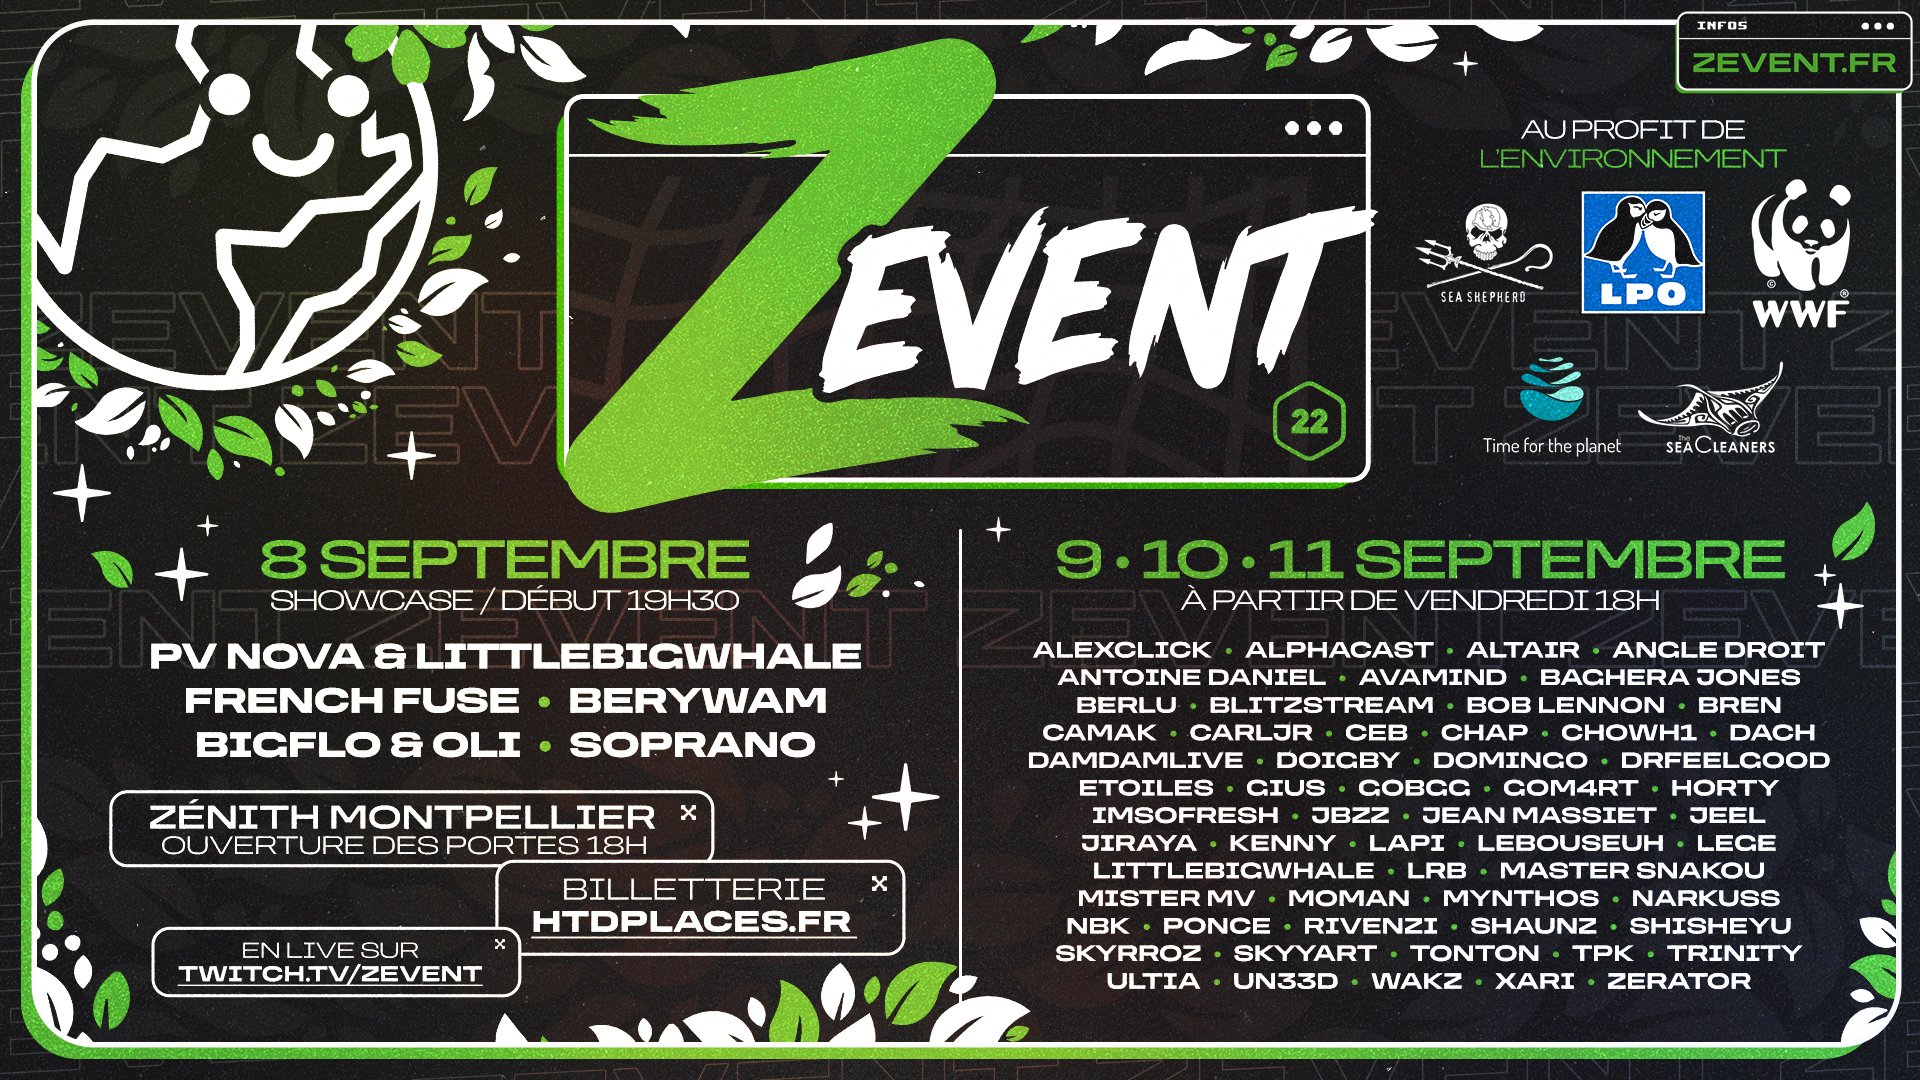 INFOS
ZEVENT.FR
ZEVENT
22
AU PROFIT DE
L'ENVIRONNEMENT
SEA SHEPHERD
LPO
© ®
WWF
Time for the planet
The
SEACLEANERS
8 SEPTEMBRE
SHOWCASE / DÉBUT 19H30
PV NOVA & LITTLEBIGWHALE
FRENCH FUSE • BERYWAM
BIGFLO & OLI • SOPRANO
ZÉNITH MONTPELLIER
OUVERTURE DES PORTES 18H
BILLETTERIE
HTDPLACES.FR
EN LIVE SUR
TWITCH.TV/ZEVENT
9 • 10 • 11 SEPTEMBRE
À PARTIR DE VENDREDI 18H
ALEXCLICK • ALPHACAST • ALTAIR • ANGLE DROIT
ANTOINE DANIEL • AVAMIND • BAGHERA JONES
BERLU • BLITZSTREAM • BOB LENNON • BREN
CAMAK • CARLJR • CEB • CHAP • CHOWH1 • DACH
DAMDAMLIVE • DOIGBY • DOMINGO • DRFEELGOOD
ETOILES • GIUS • GOBGG • GOM4RT • HORTY
IMSOFRESH • JBZZ • JEAN MASSIET • JEEL
JIRAYA • KENNY • LAPI • LEBOUSEUH • LEGE
LITTLEBIGWHALE • LRB • MASTER SNAKOU
MISTER MV • MOMAN • MYNTHOS • NARKUSS
NBK • PONCE • RIVENZI • SHAUNZ • SHISHEYU
SKYRROZ • SKYYART • TONTON • TPK • TRINITY
ULTIA • UN33D • WAKZ • XARI • ZERATOR